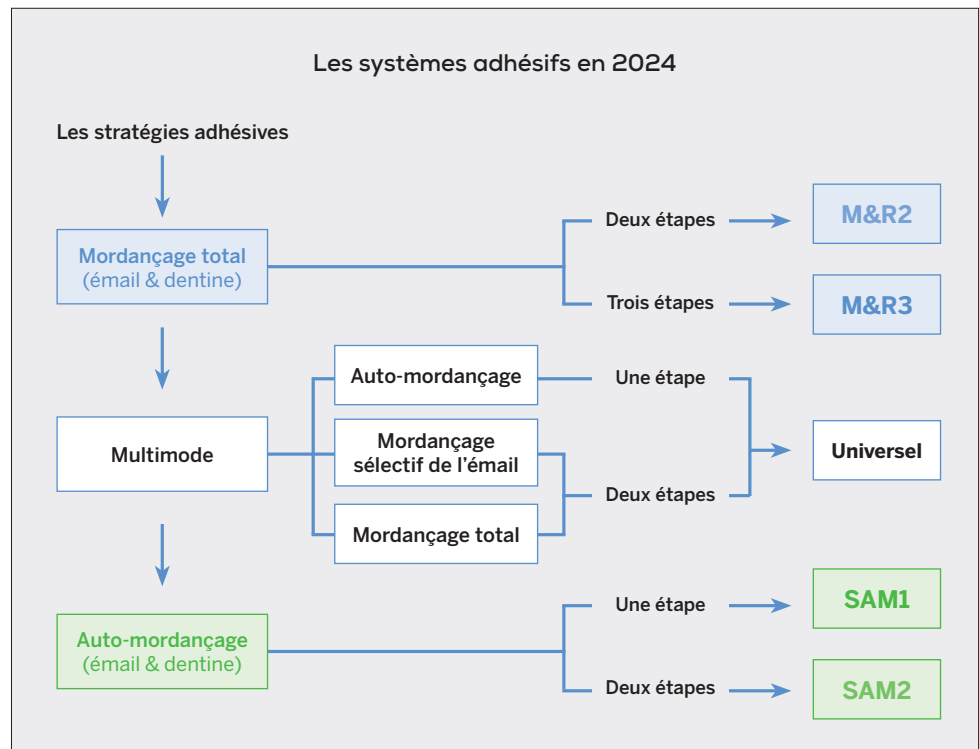 Les systèmes adhésifs en 2024
Les stratégies adhésives
Mordançage total
(émail & dentine)
Deux étapes
M&R2
Trois étapes
M&R3
Multimode
Auto-mordançage
Une étape
Mordançage
sélectif de l'émail
Mordançage total
Deux étapes
Universel
Auto-mordançage
(émail & dentine)
Une étape
SAM1
Deux étapes
SAM2